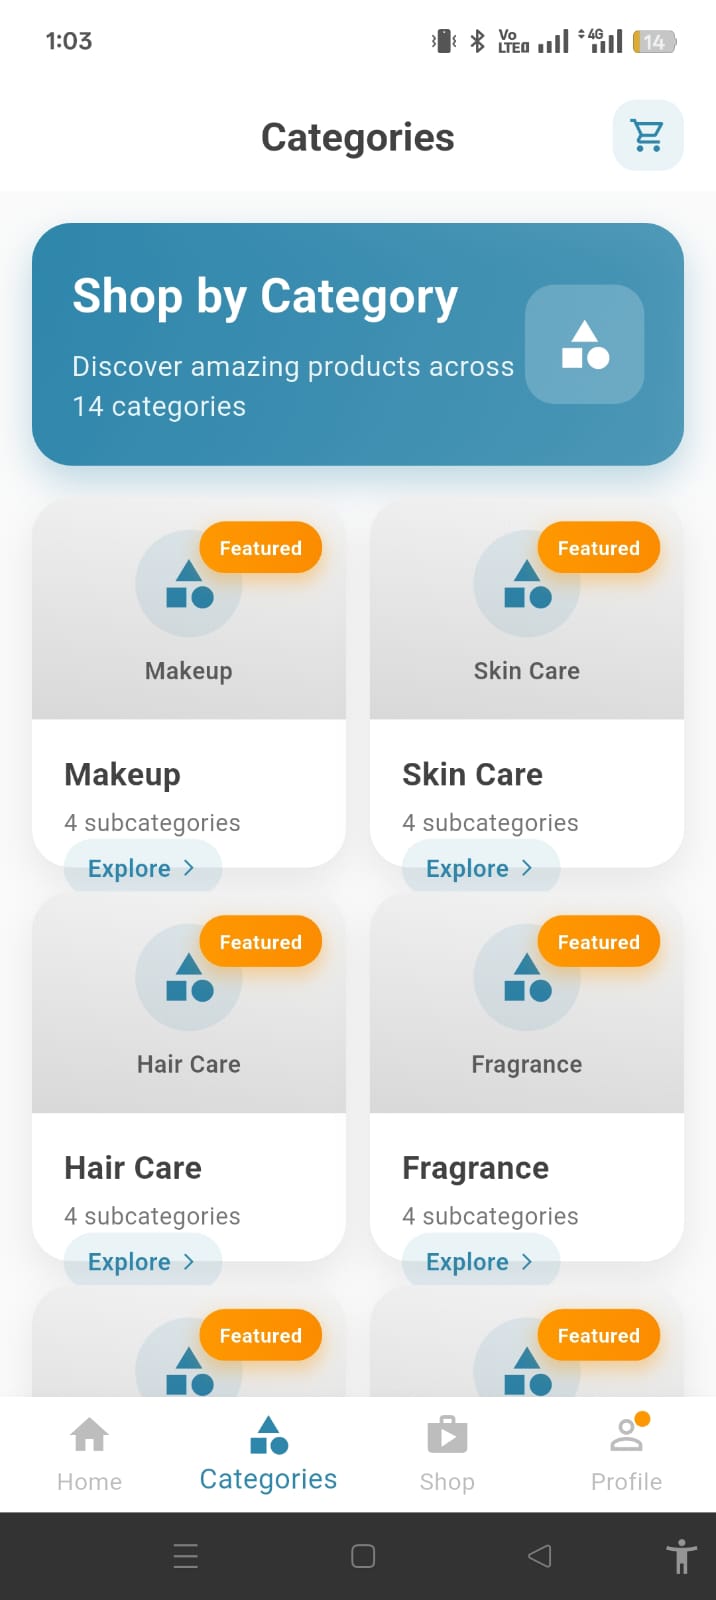 1:03
Vo
LTE
4G
14
Categories
Shop by Category
Discover amazing products across
14 categories
Featured
Featured
Makeup
Skin Care
Makeup
Skin Care
4 subcategories
4 subcategories
Explore
Explore
Featured
Featured
Hair Care
Fragrance
Hair Care
Fragrance
4 subcategories
4 subcategories
Explore
Explore
Featured
Featured
Home
Categories
Shop
Profile